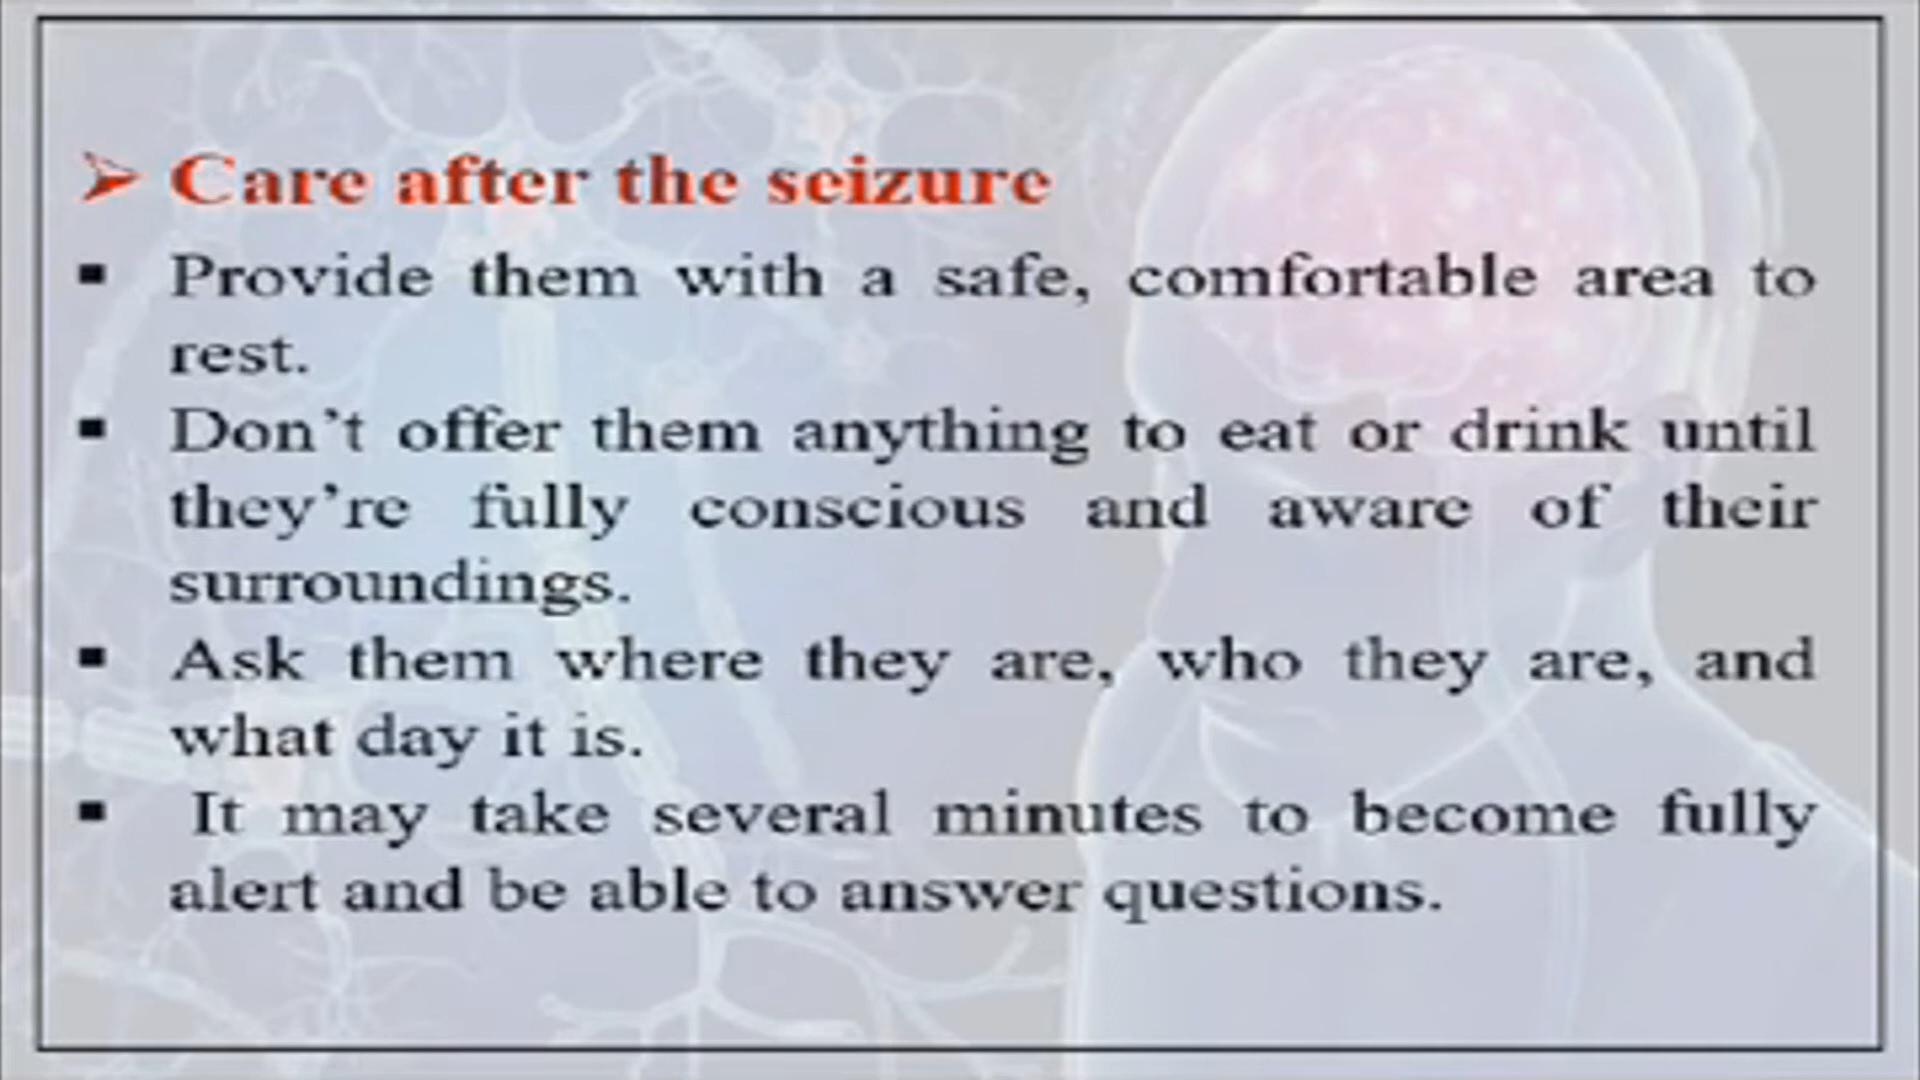 ➢ Care after the seizure
▪ Provide them with a safe, comfortable area to
rest.
▪ Don't offer them anything to eat or drink until
they're fully conscious and aware of their
surroundings.
▪ Ask them where they are, who they are, and
what day it is.
▪ It may take several minutes to become fully
alert and be able to answer questions.